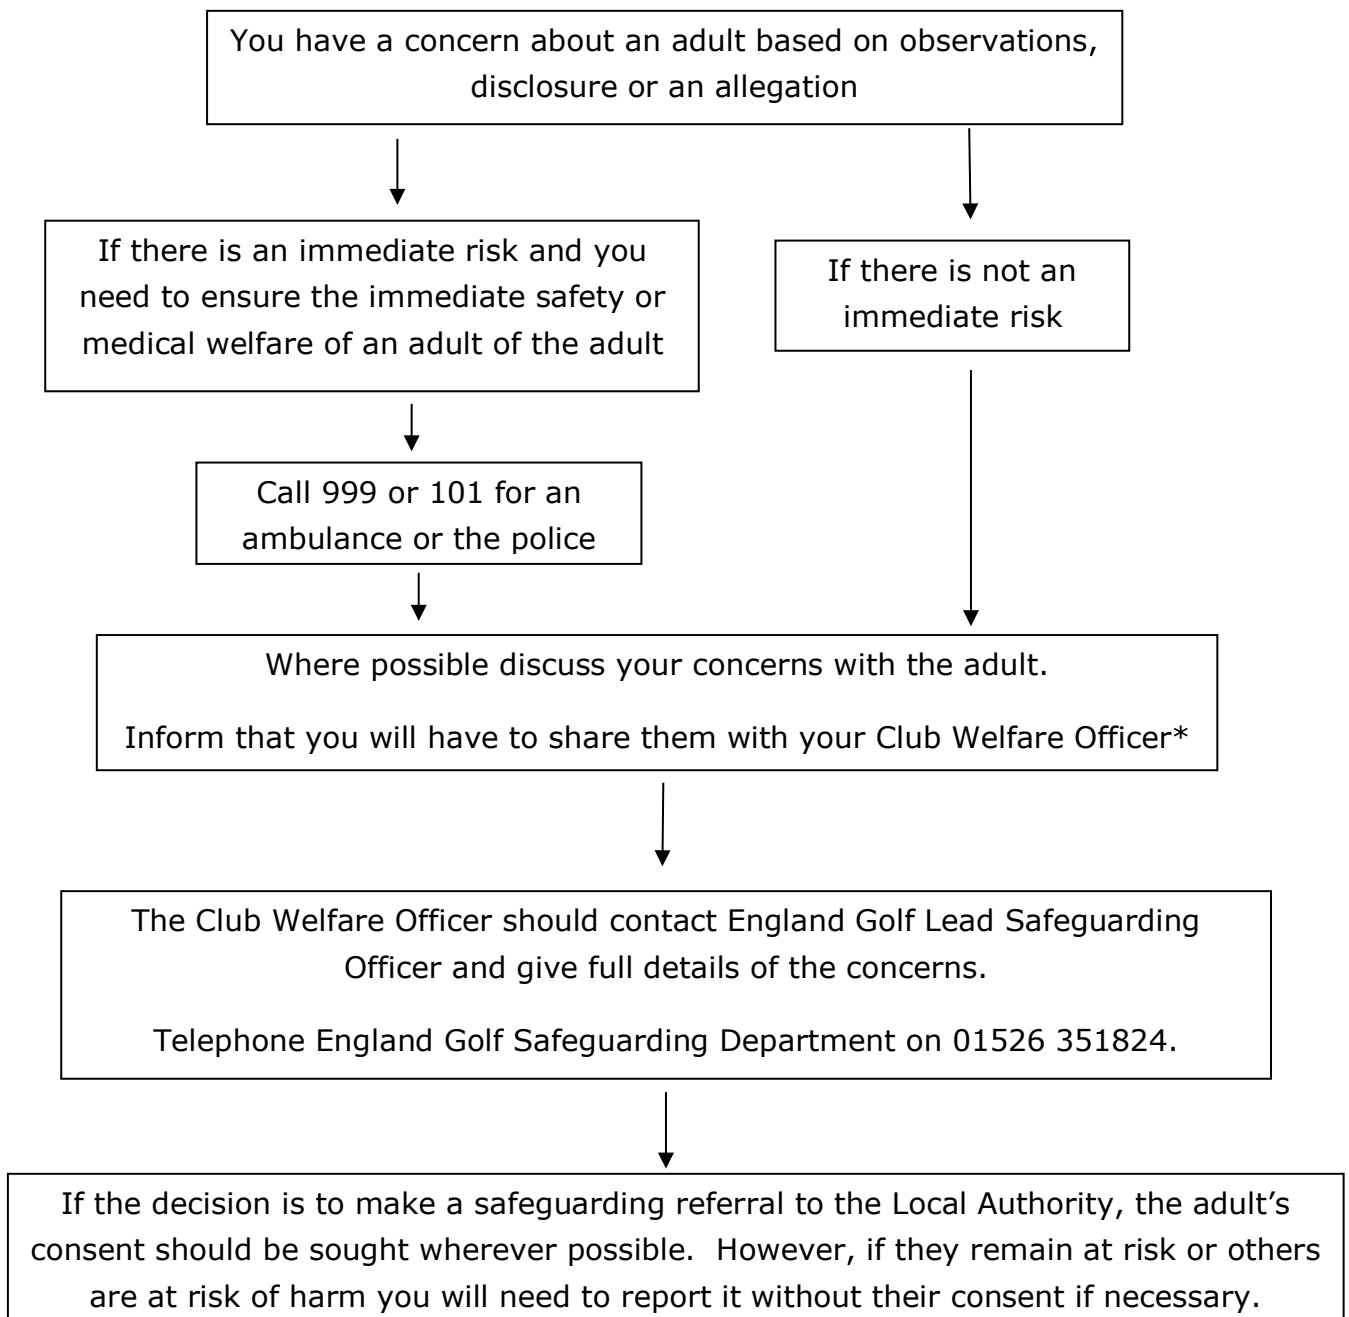 You have a concern about an adult based on observations,
disclosure or an allegation
If there is an immediate risk and you
need to ensure the immediate safety or
medical welfare of an adult of the adult
If there is not an
immediate risk
Call 999 or 101 for an
ambulance or the police
Where possible discuss your concerns with the adult.
Inform that you will have to share them with your Club Welfare Officer*
The Club Welfare Officer should contact England Golf Lead Safeguarding
Officer and give full details of the concerns.
Telephone England Golf Safeguarding Department on 01526 351824.
If the decision is to make a safeguarding referral to the Local Authority, the adult’s
consent should be sought wherever possible.  However, if they remain at risk or others
are at risk of harm you will need to report it without their consent if necessary.